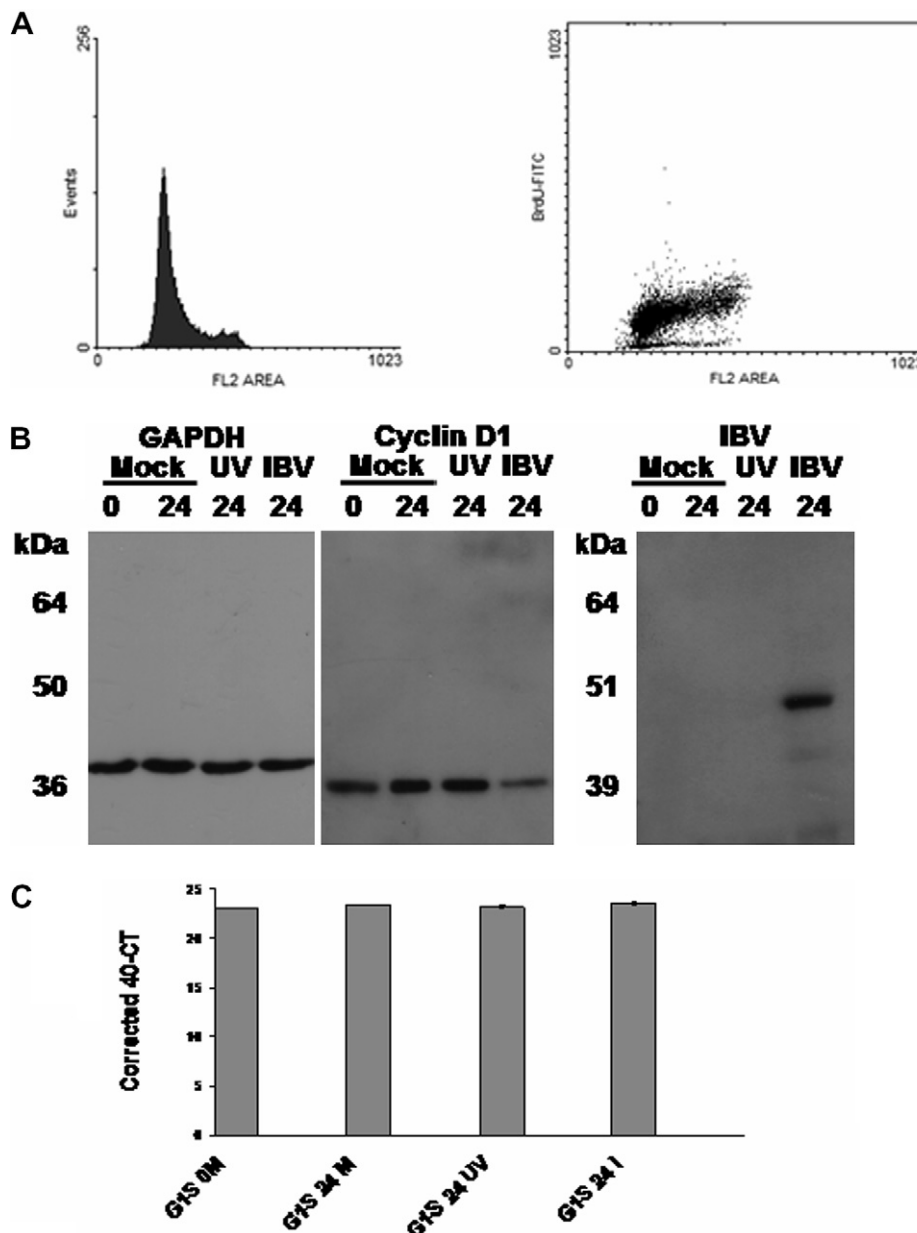 A
256
Events
0
0
1023
FL2 AREA
1023
BrdU-FITC
0
0
1023
FL2 AREA
B
GAPDH
Mock UV IBV
0 24 24 24
Cyclin D1
Mock UV IBV
0 24 24 24
IBV
Mock UV IBV
0 24 24 24
kDa
64
50
36
kDa
64
51
39
C
Corrected 40-CT
25
20
15
10
5
0
G1S 0M
G1S 24 M
G1S 24 UV
G1S 24 I